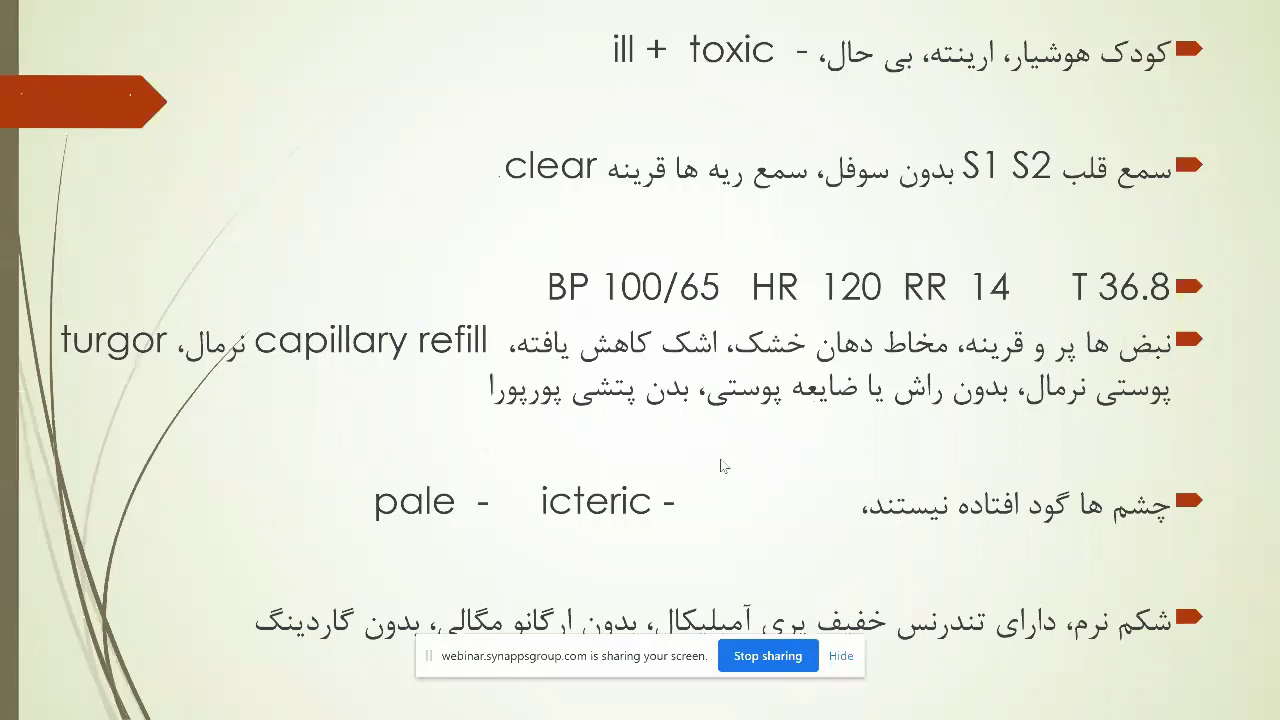 کودک هوشیار، ارینته، بی حال، - ill + toxic
سمع قلب S1 S2 بدون سوفل، سمع ریه ها قرینه clear
BP 100/65 HR 120 RR 14 T 36.8
نبض ها پر و قرینه، مخاط دهان خشک، اشک کاهش یافته، capillary refill نرمال، turgor
پوستی نرمال، بدون راش یا ضایعه پوستی، بدن پتشی پورپورا
چشم ها گود افتاده نیستند، icteric - pale -
شکم نرم، دارای تندرنس خفیف پری آمبلیکال، بدون ارگانو مگالی، بدون گاردینگ
webinar.synappsgroup.com is sharing your screen. Stop sharing Hide